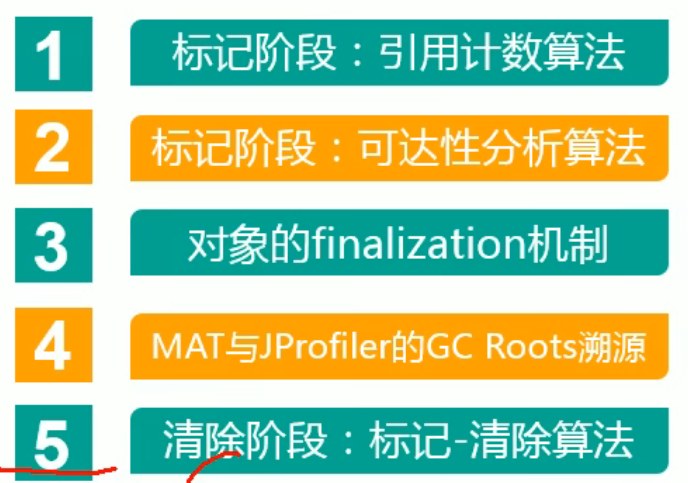 1 标记阶段：引用计数算法
2 标记阶段：可达性分析算法
3 对象的finalization机制
4 MAT与JProfiler的GC Roots溯源
5 清除阶段：标记-清除算法